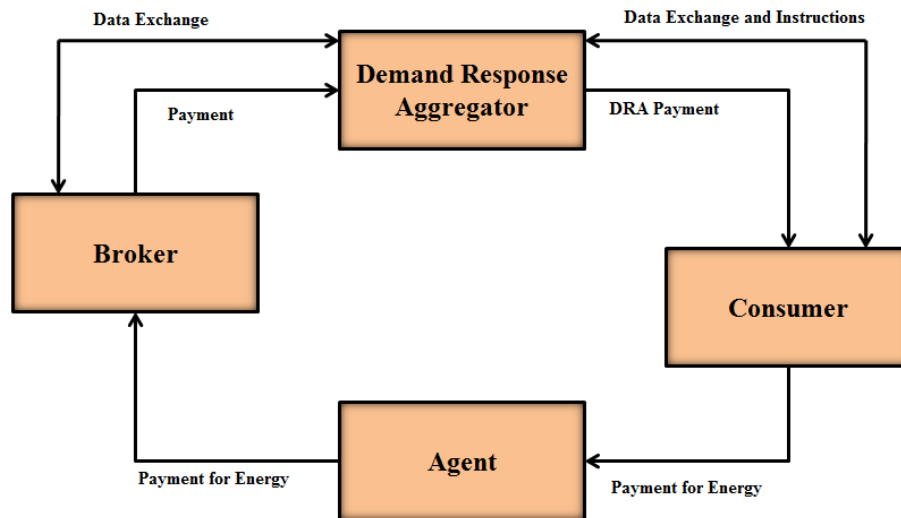 Data Exchange
Data Exchange and Instructions
Demand Response
Aggregator
Payment
DRA Payment
Broker
Consumer
Agent
Payment for Energy
Payment for Energy